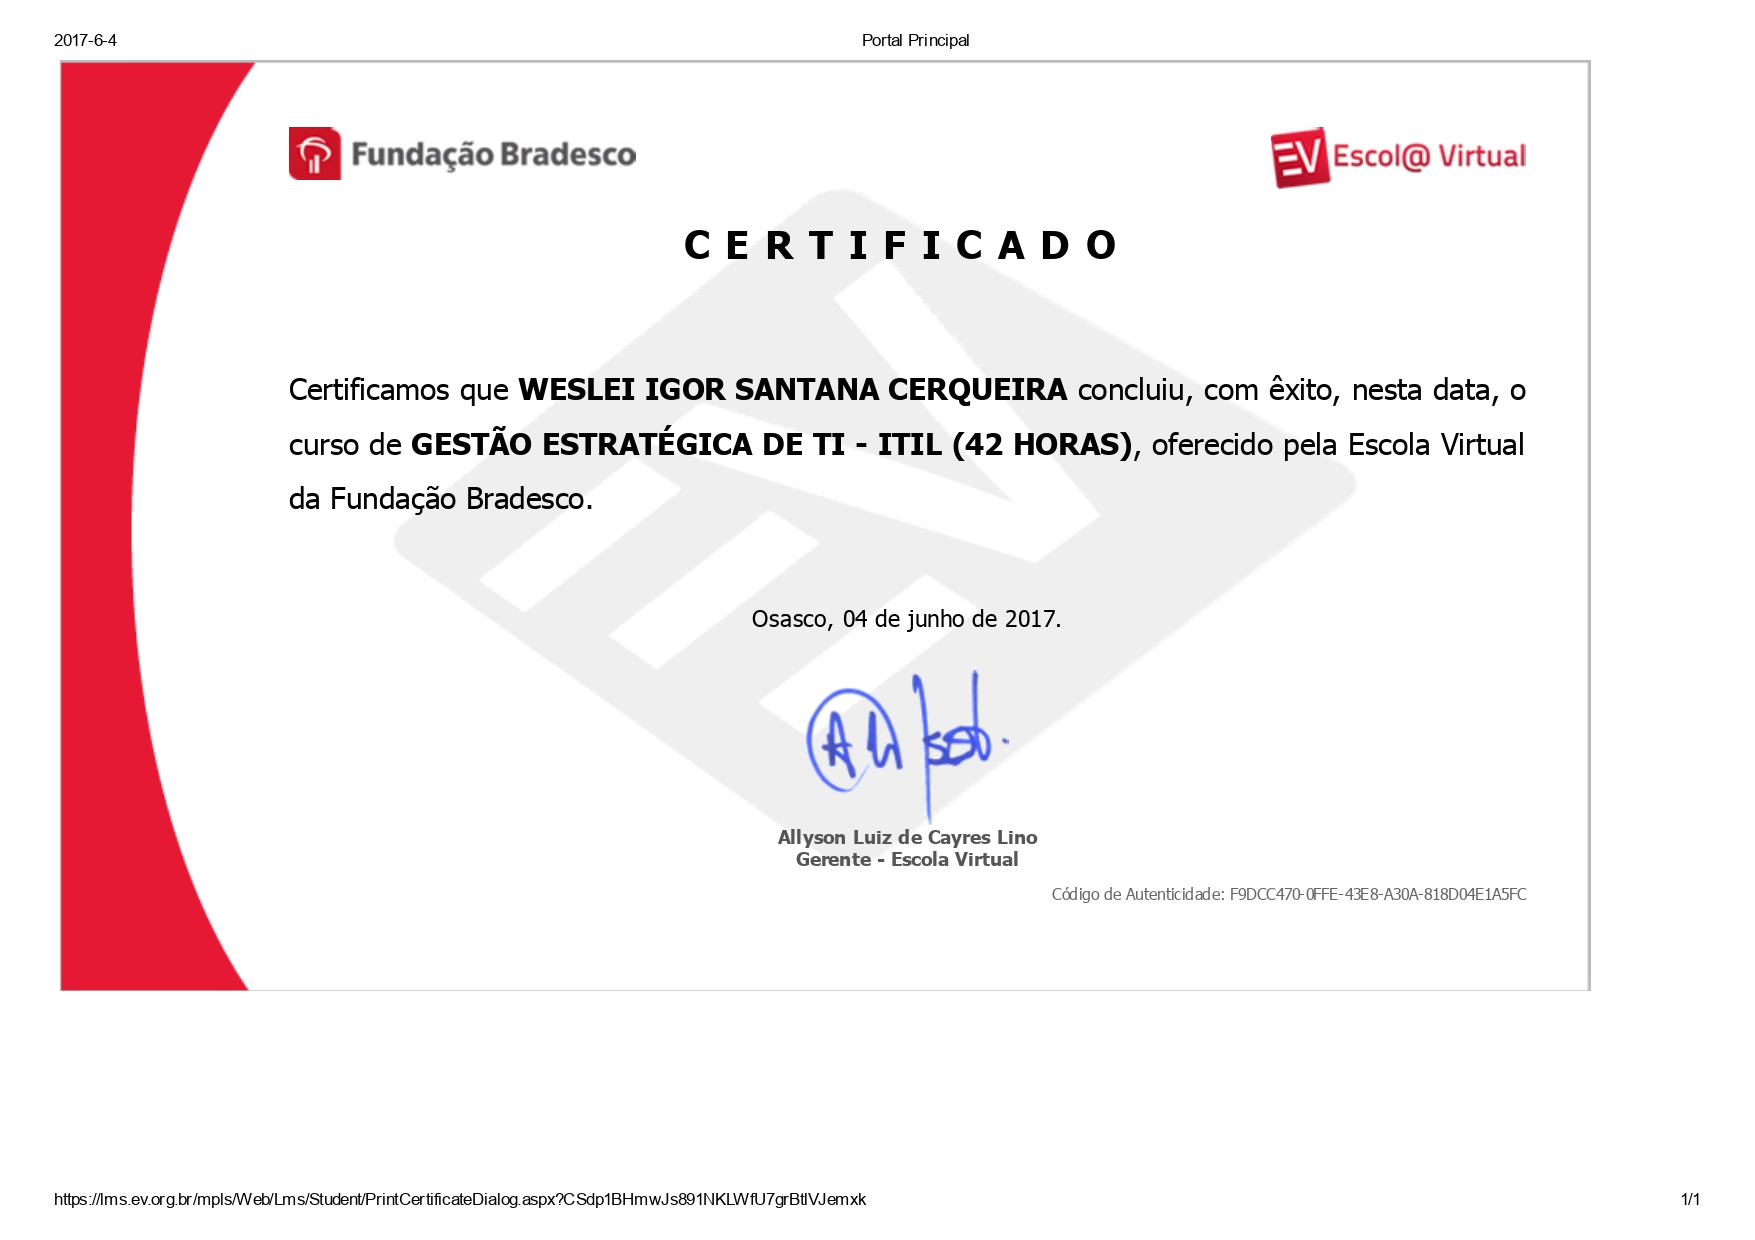 2017-6-4
Portal Principal
Fundação Bradesco
EV Escol@ Virtual
CERTIFICADO
Certificamos que WESLEI IGOR SANTANA CERQUEIRA concluiu, com êxito, nesta data, o
curso de GESTÃO ESTRATÉGICA DE TI - ITIL (42 HORAS), oferecido pela Escola Virtual
da Fundação Bradesco.
Osasco, 04 de junho de 2017.
Allyson Luiz de Cayres Lino
Gerente - Escola Virtual
Código de Autenticidade: F9DCC470-0FFE-43E8-A30A-818D04E1A5FC
https://lms.ev.org.br/mpls/Web/Lms/Student/PrintCertificateDialog.aspx?CSdp1BHmwJs891NKLWfU7grBtlVJemxk
1/1